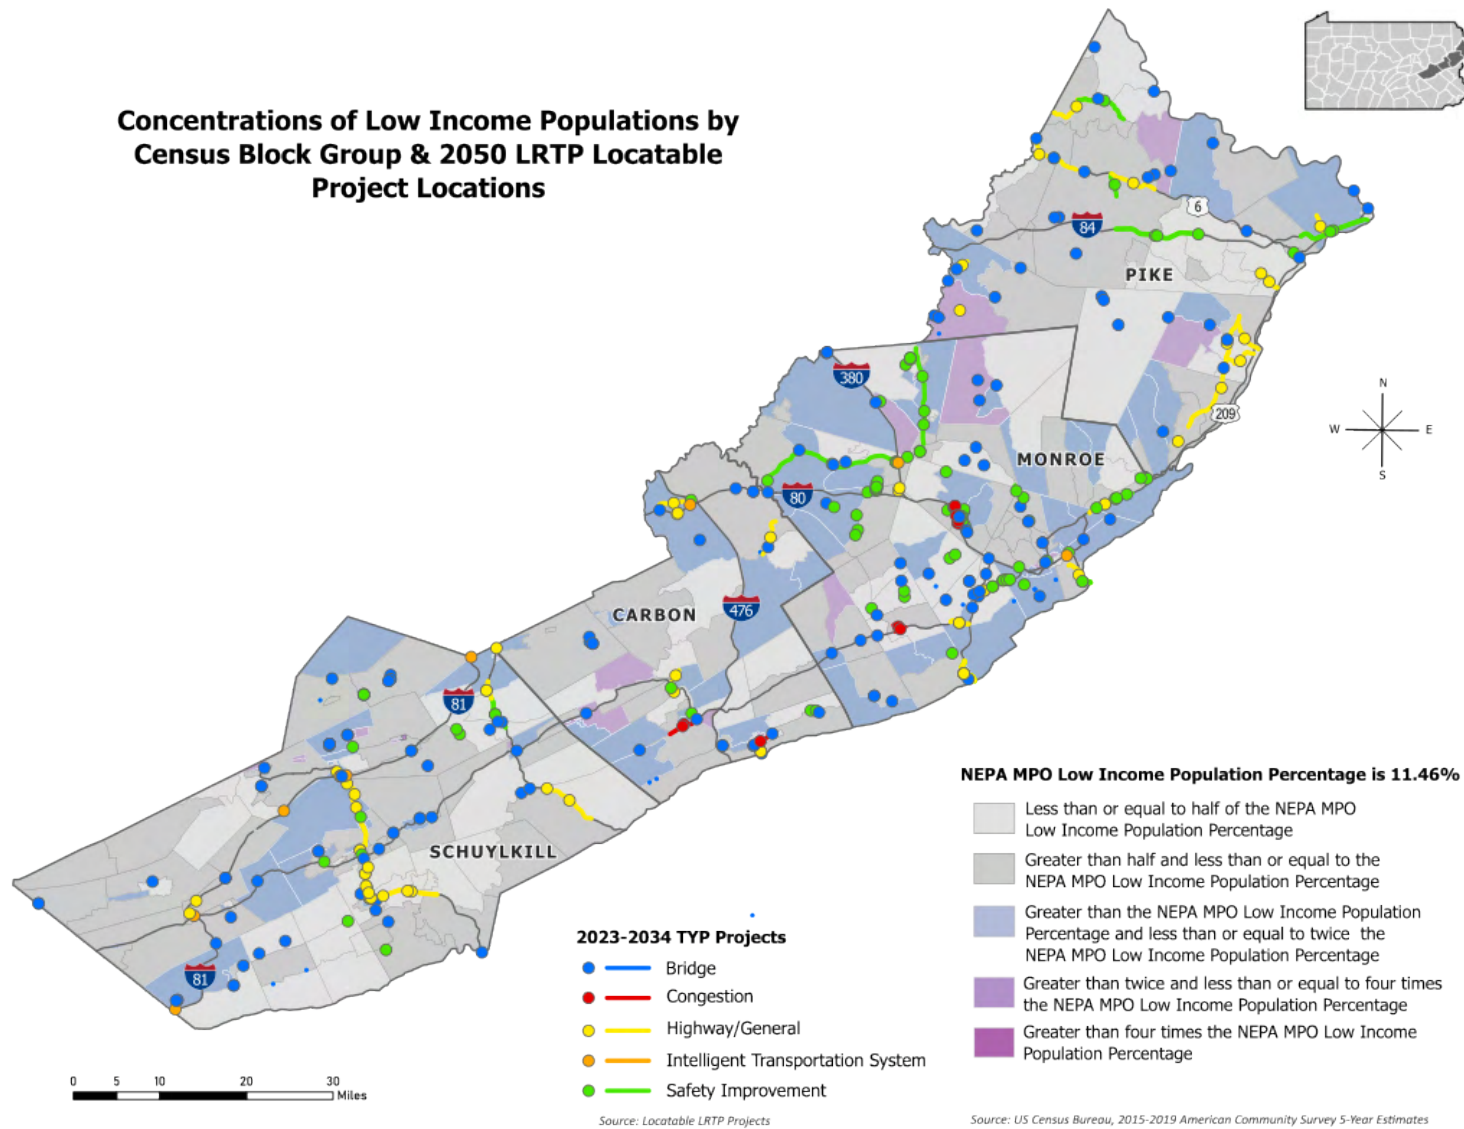 Concentrations of Low Income Populations by
Census Block Group & 2050 LRTP Locatable
Project Locations
6
84
PIKE
380
209
N
W
E
S
MONROE
80
CARBON
476
81
SCHUYLKILL
81
NEPA MPO Low Income Population Percentage is 11.46%
Less than or equal to half of the NEPA MPO
Low Income Population Percentage
Greater than half and less than or equal to the
NEPA MPO Low Income Population Percentage
Greater than the NEPA MPO Low Income Population
Percentage and less than or equal to twice the
NEPA MPO Low Income Population Percentage
Greater than twice and less than or equal to four times
the NEPA MPO Low Income Population Percentage
Greater than four times the NEPA MPO Low Income
Population Percentage
2023-2034 TYP Projects
Bridge
Congestion
Highway/General
Intelligent Transportation System
Safety Improvement
0 5 10 20 30
Miles
Source: Locatable LRTP Projects
Source: US Census Bureau, 2015-2019 American Community Survey 5-Year Estimates